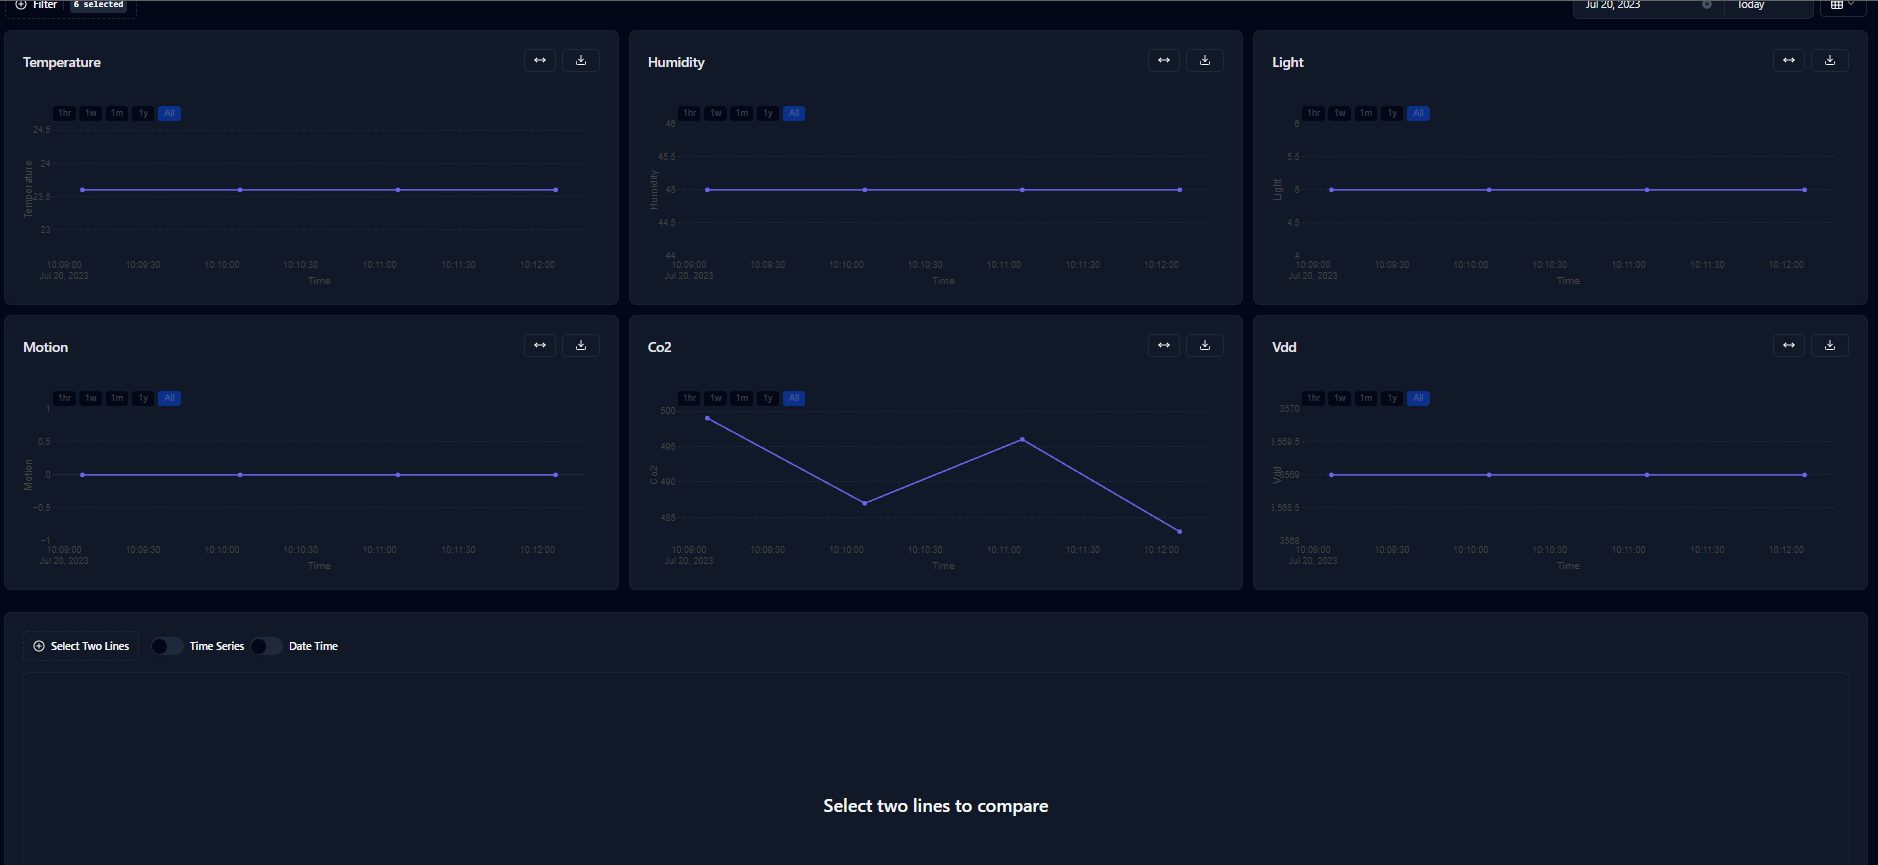 Filter 6 selected Jul 20, 2023 Today
Temperature
1hr 1w 1m 1y All
24.5
24
23.5
23
Temperature
10:09:00 10:09:30 10:10:00 10:10:30 10:11:00 10:11:30 10:12:00
Jul 20, 2023
Time
Humidity
1hr 1w 1m 1y All
46
45.5
45
44.5
44
Humidity
10:09:00 10:09:30 10:10:00 10:10:30 10:11:00 10:11:30 10:12:00
Jul 20, 2023
Time
Light
1hr 1w 1m 1y All
6
5.5
5
4.5
4
Light
10:09:00 10:09:30 10:10:00 10:10:30 10:11:00 10:11:30 10:12:00
Jul 20, 2023
Time
Motion
1hr 1w 1m 1y All
1
0.5
0
−0.5
−1
Motion
10:09:00 10:09:30 10:10:00 10:10:30 10:11:00 10:11:30 10:12:00
Jul 20, 2023
Time
Co2
1hr 1w 1m 1y All
500
495
490
485
Co2
10:09:00 10:09:30 10:10:00 10:10:30 10:11:00 10:11:30 10:12:00
Jul 20, 2023
Time
Vdd
1hr 1w 1m 1y All
3570
,569.5
3569
,568.5
3568
Vdd
10:09:00 10:09:30 10:10:00 10:10:30 10:11:00 10:11:30 10:12:00
Jul 20, 2023
Time
Select Two Lines Time Series Date Time
Select two lines to compare